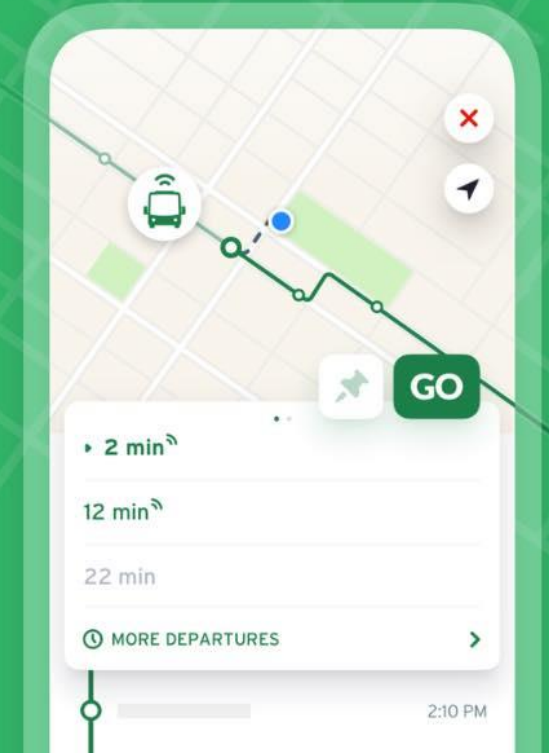 GO
2 min
12 min
22 min
MORE DEPARTURES
2:10 PM